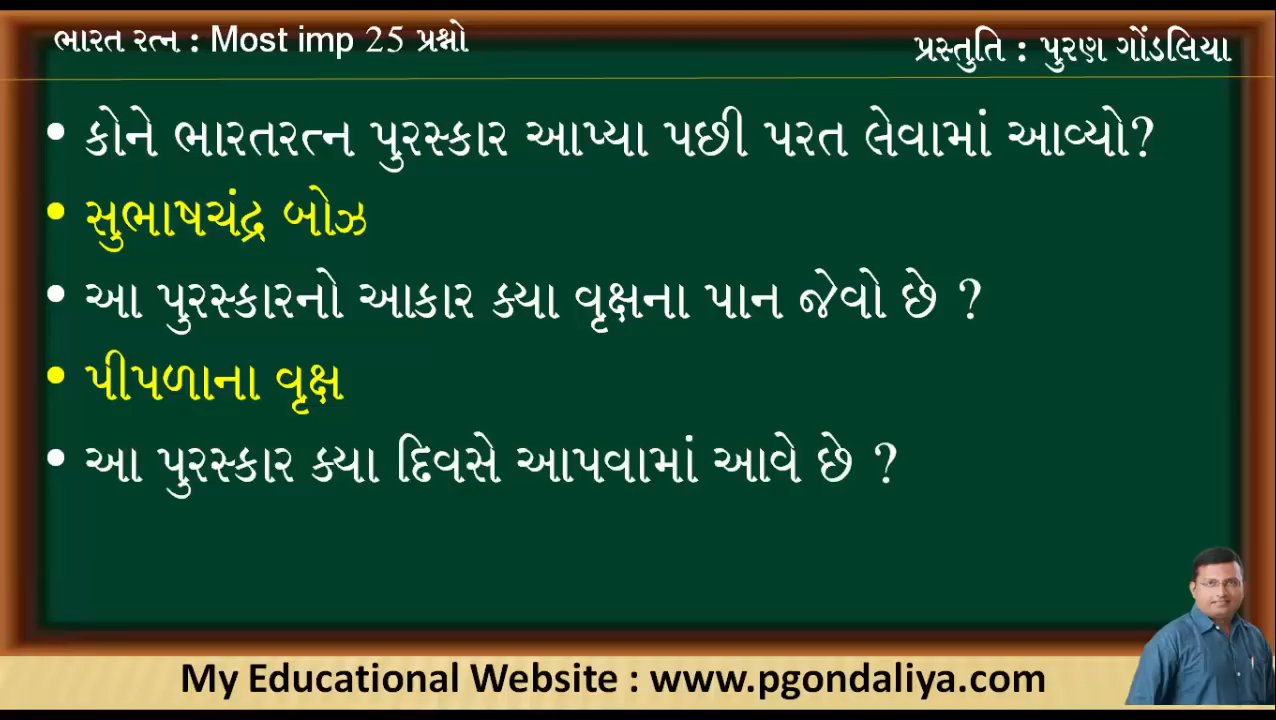 ભારત રત્ન : Most imp 25 પ્રશ્નો
પ્રસ્તુતિ : પુરણ ગોંડલિયા
• કોને ભારતરત્ન પુરસ્કાર આપ્યા પછી પરત લેવામાં આવ્યો?
• સુભાષચંદ્ર બોઝ
• આ પુરસ્કારનો આકાર ક્યા વૃક્ષના પાન જેવો છે ?
• પીપળાના વૃક્ષ
• આ પુરસ્કાર ક્યા દિવસે આપવામાં આવે છે ?
My Educational Website : www.pgondaliya.com